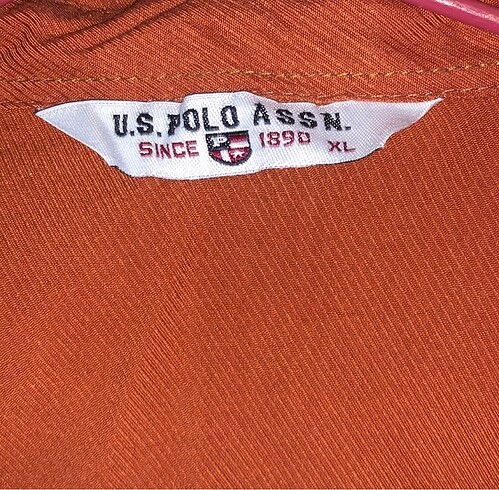 U.S. POLO ASSN.
SINCE 1890 XL